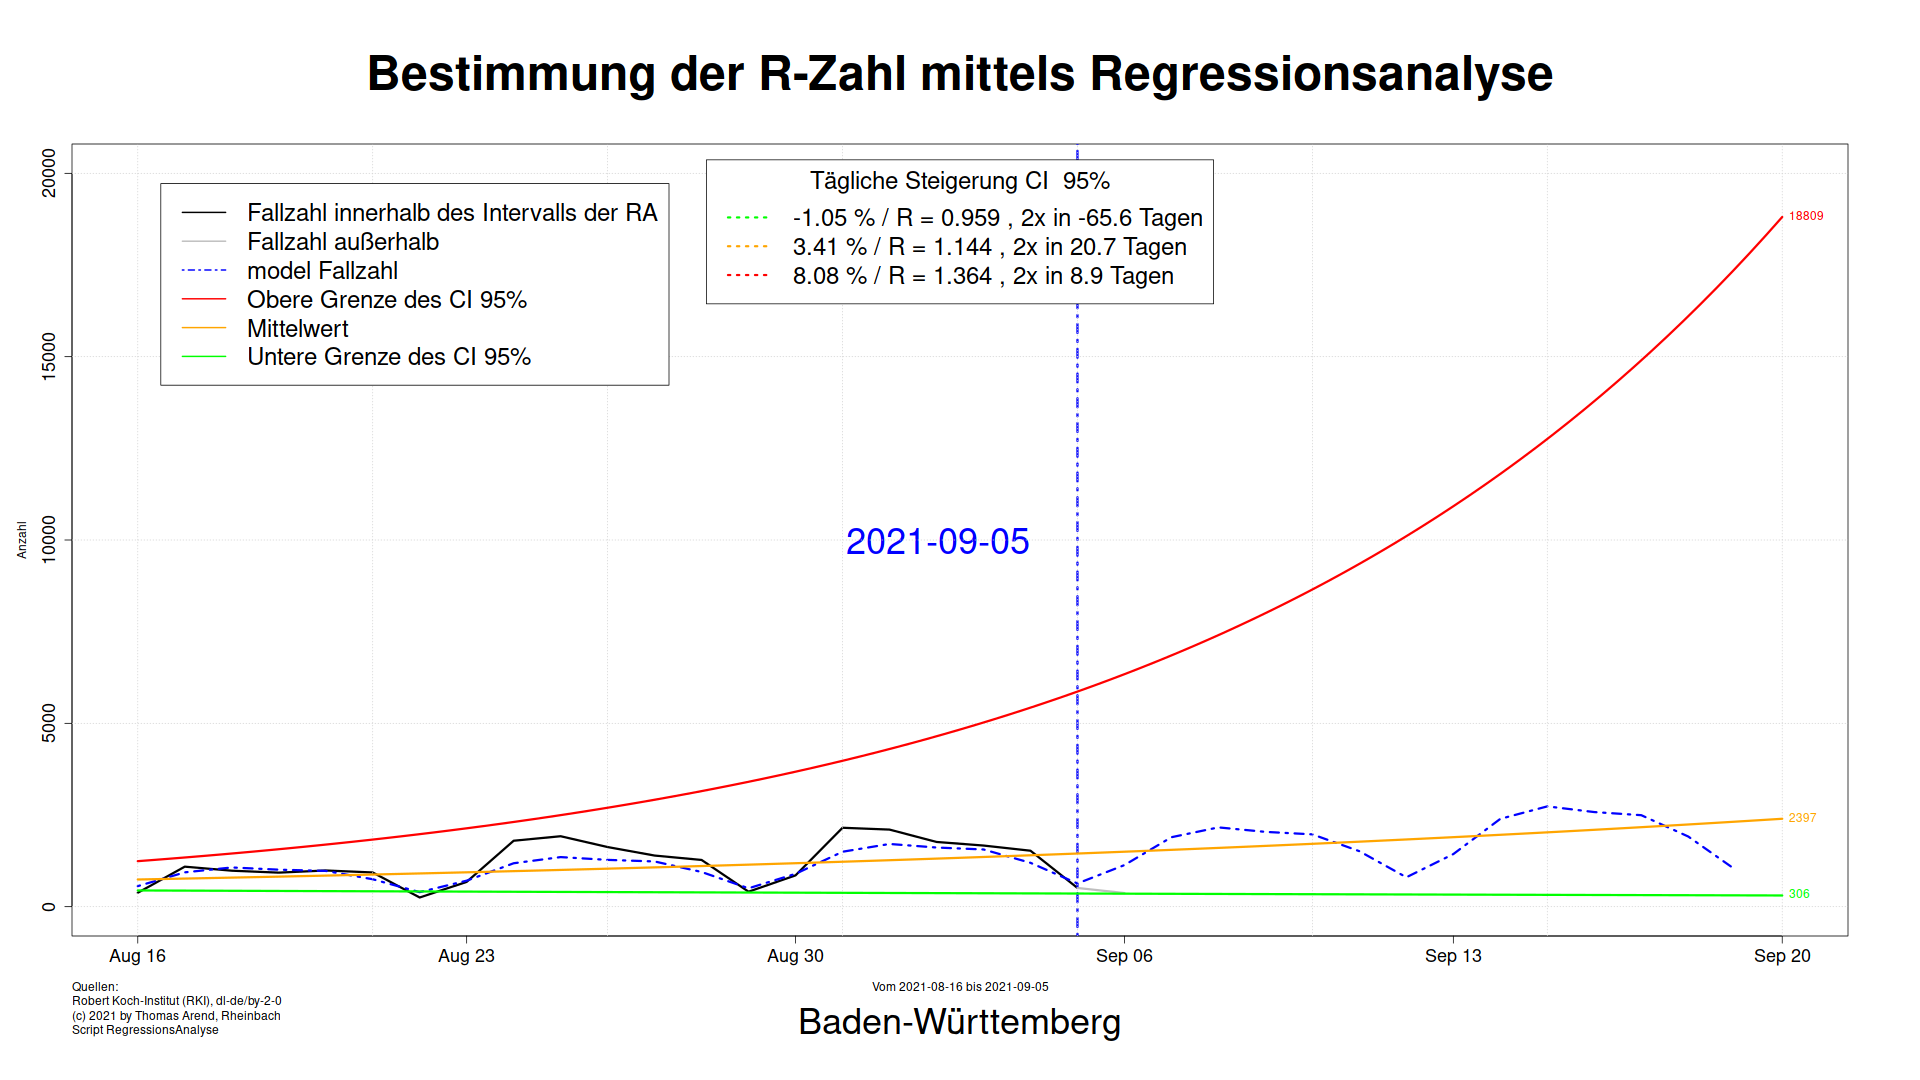 Bestimmung der R-Zahl mittels Regressionsanalyse
Fallzahl innerhalb des Intervalls der RA
Fallzahl außerhalb
model Fallzahl
Obere Grenze des CI 95%
Mittelwert
Untere Grenze des CI 95%
Tägliche Steigerung CI  95%
-1.05 % / R = 0.959 , 2x in -65.6 Tagen
3.41 % / R = 1.144 , 2x in 20.7 Tagen
8.08 % / R = 1.364 , 2x in 8.9 Tagen
Anzahl
20000
15000
10000
5000
0
2021-09-05
18809
2397
306
Aug 16
Aug 23
Aug 30
Sep 06
Sep 13
Sep 20
Vom 2021-08-16 bis 2021-09-05
Baden-Württemberg
Quellen:
Robert Koch-Institut (RKI), dl-de/by-2-0
(c) 2021 by Thomas Arend, Rheinbach
Script RegressionsAnalyse